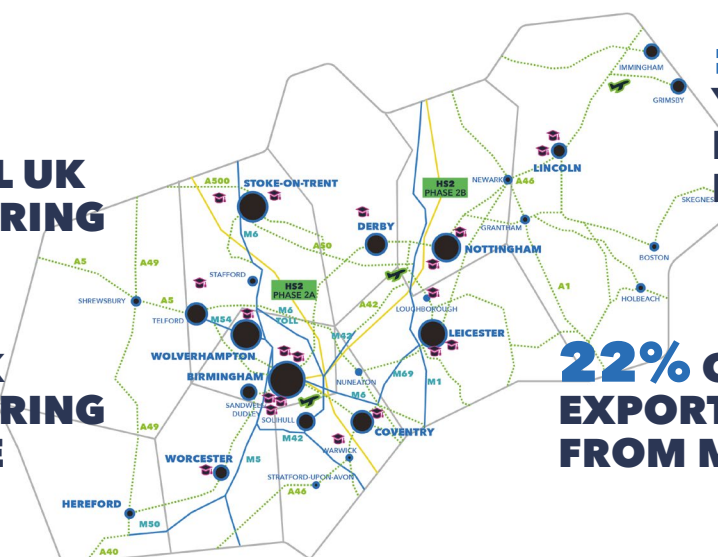 IMMINGHAM
GRIMSBY
L UK
RING
A500
STOKE-ON-TRENT
LINCOLN
HS2
PHASE 2B
NEWARK
A46
SKEGNES
M6
DERBY
GRANTHAM
A49
A50
NOTTINGHAM
BOSTON
A5
STAFFORD
HS2
PHASE 2A
A1
HOLBEACH
SHREWSBURY
A5
A42
LOUGHBOROUGH
TELFORD
M54
M6
TOLL
M42
LEICESTER
WOLVERHAMPTON
22%
BIRMINGHAM
NUNEATON
M69
M1
K
RING
E
SANDWELL
DUDLEY
M6
EXPORT
FROM M
SOLIHULL
COVENTRY
A49
M42
WARWICK
WORCESTER
M5
STRATFORD-UPON-AVON
A46
HEREFORD
M50
A40